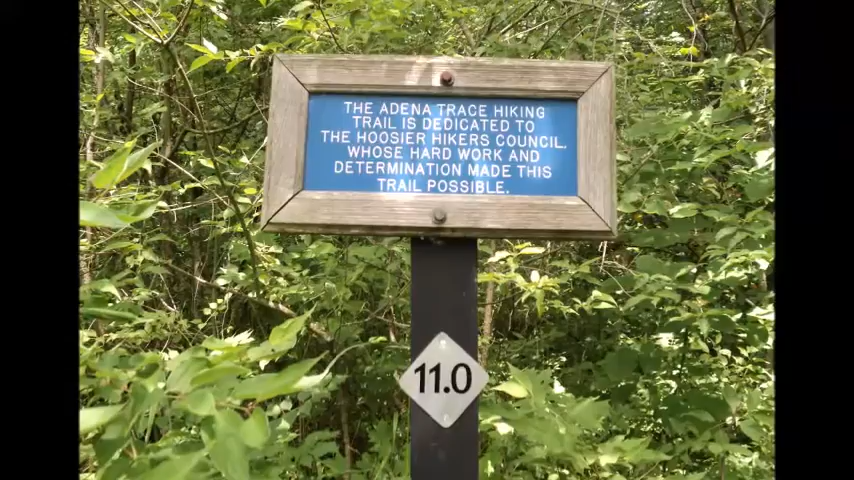 THE ADENA TRACE HIKING
TRAIL IS DEDICATED TO
THE HOOSIER HIKERS COUNCIL.
WHOSE HARD WORK AND
DETERMINATION MADE THIS
TRAIL POSSIBLE.
11.0